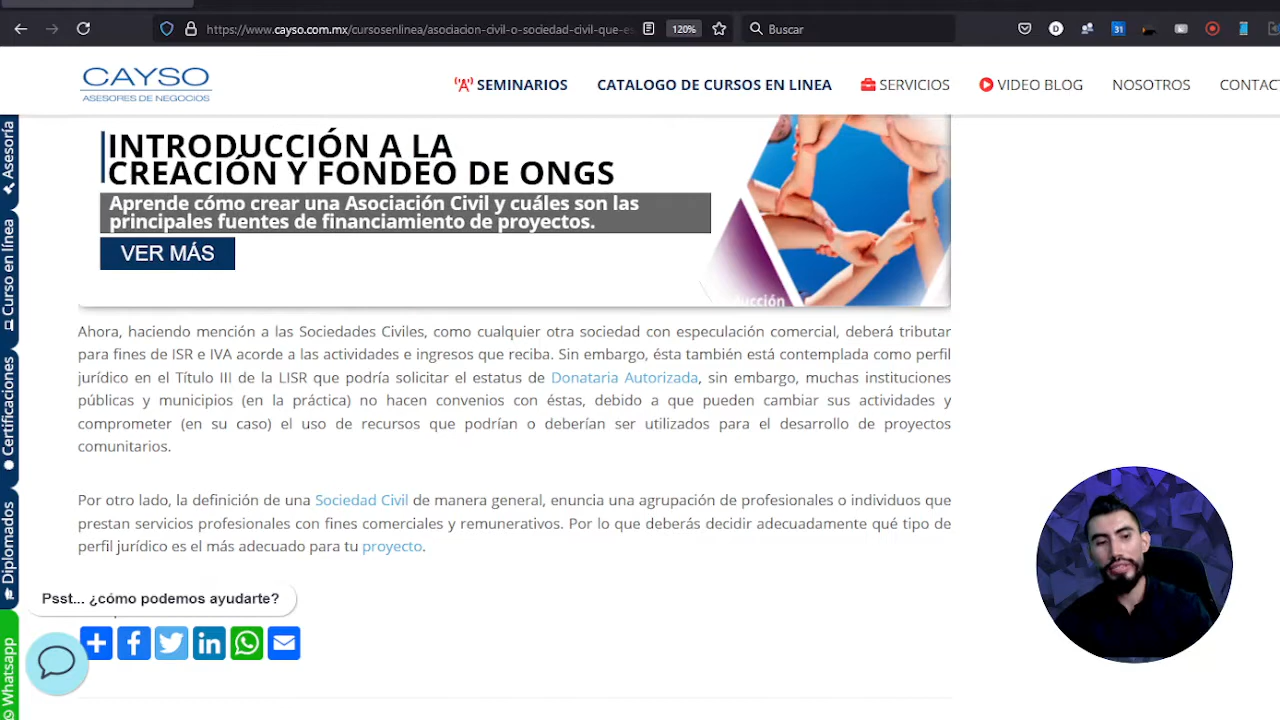 https://www.cayso.com.mx/cursosenlinea/asociacion-civil-o-sociedad-civil-que-es
120%
Buscar
D
31
CAYSO
ASESORES DE NEGOCIOS
SEMINARIOS
CATALOGO DE CURSOS EN LINEA
SERVICIOS
VIDEO BLOG
NOSOTROS
CONTAC
Asesoría
Curso en línea
Certificaciones
Diplomados
Whatsapp
INTRODUCCIÓN A LA
CREACIÓN Y FONDEO DE ONGS
Aprende cómo crear una Asociación Civil y cuáles son las
principales fuentes de financiamiento de proyectos.
VER MÁS
Ahora, haciendo mención a las Sociedades Civiles, como cualquier otra sociedad con especulación comercial, deberá tributar
para fines de ISR e IVA acorde a las actividades e ingresos que reciba. Sin embargo, ésta también está contemplada como perfil
jurídico en el Título III de la LISR que podría solicitar el estatus de Donataria Autorizada, sin embargo, muchas instituciones
públicas y municipios (en la práctica) no hacen convenios con éstas, debido a que pueden cambiar sus actividades y
comprometer (en su caso) el uso de recursos que podrían o deberían ser utilizados para el desarrollo de proyectos
comunitarios.
Por otro lado, la definición de una Sociedad Civil de manera general, enuncia una agrupación de profesionales o individuos que
prestan servicios profesionales con fines comerciales y remunerativos. Por lo que deberás decidir adecuadamente qué tipo de
perfil jurídico es el más adecuado para tu proyecto.
Psst... ¿cómo podemos ayudarte?